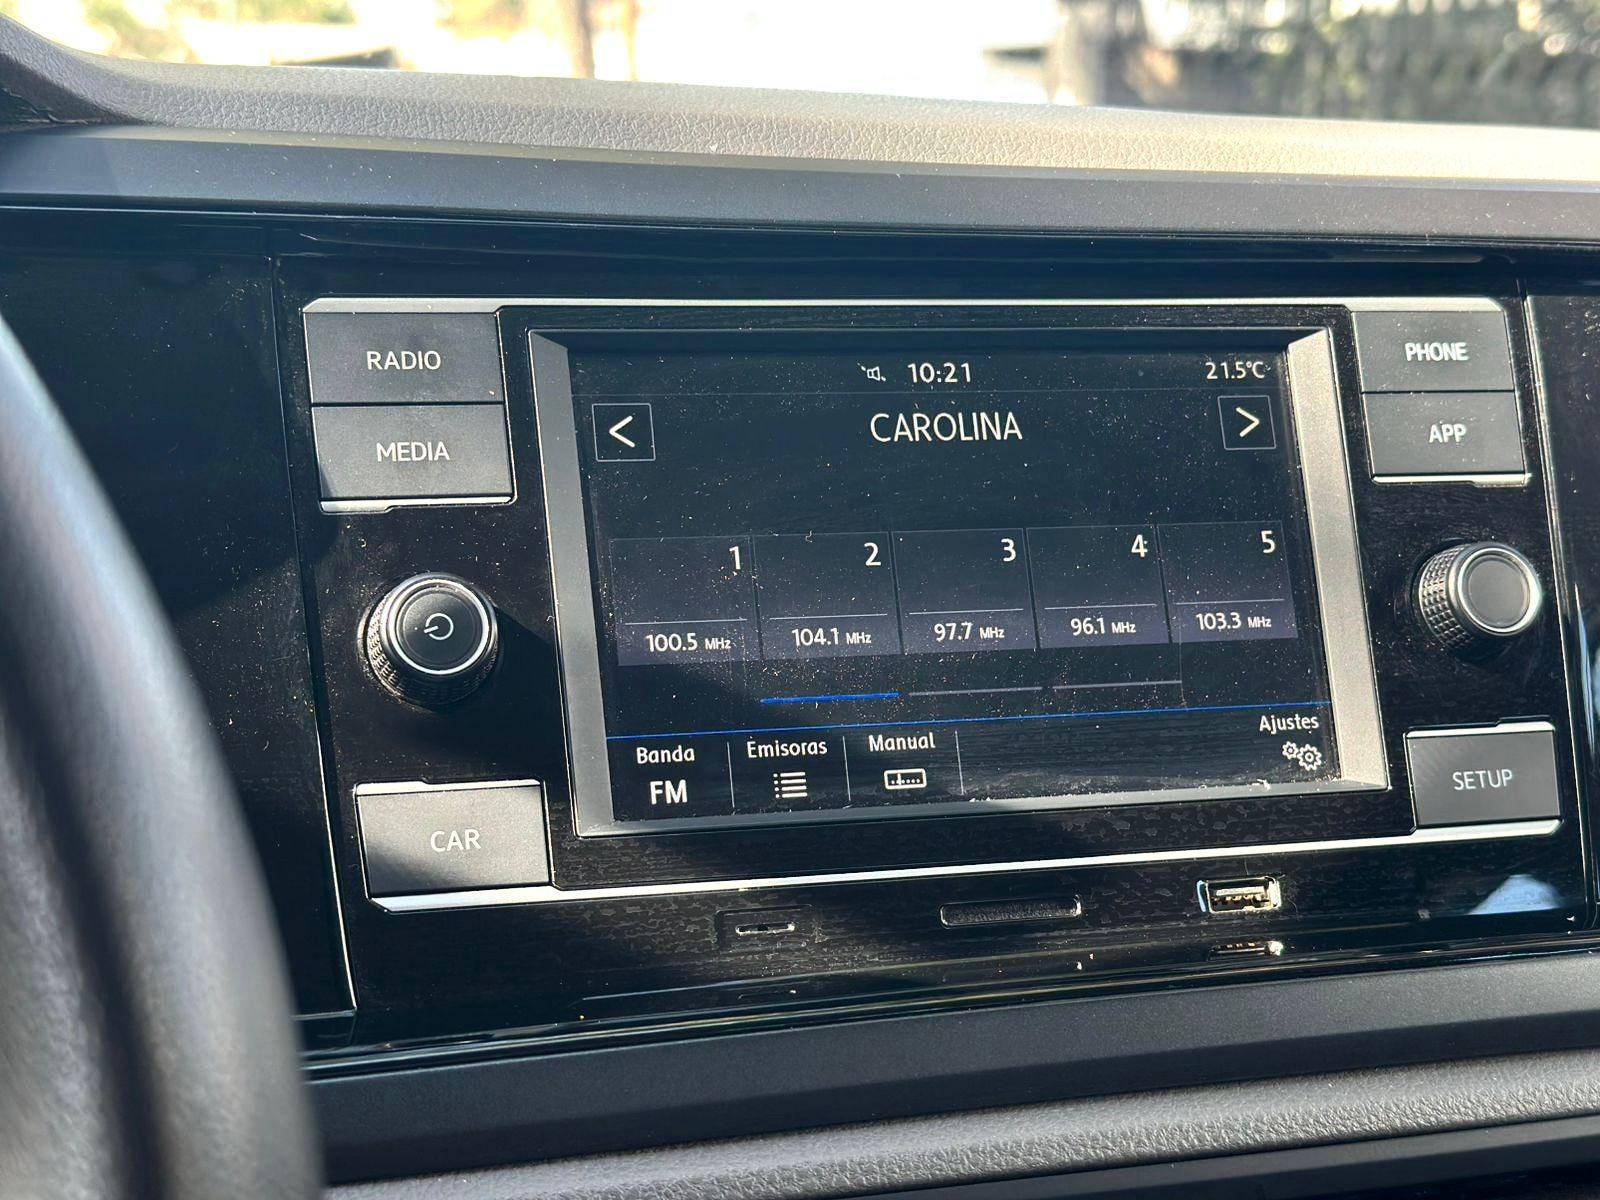 RADIO
MEDIA
10:21
21.5°C
<
CAROLINA
>
PHONE
APP
1
2
3
4
5
100.5 MHz
104.1 MHz
97.7 MHz
96.1 MHz
103.3 MHz
Banda
FM
Emisoras
Manual
Ajustes
CAR
SETUP